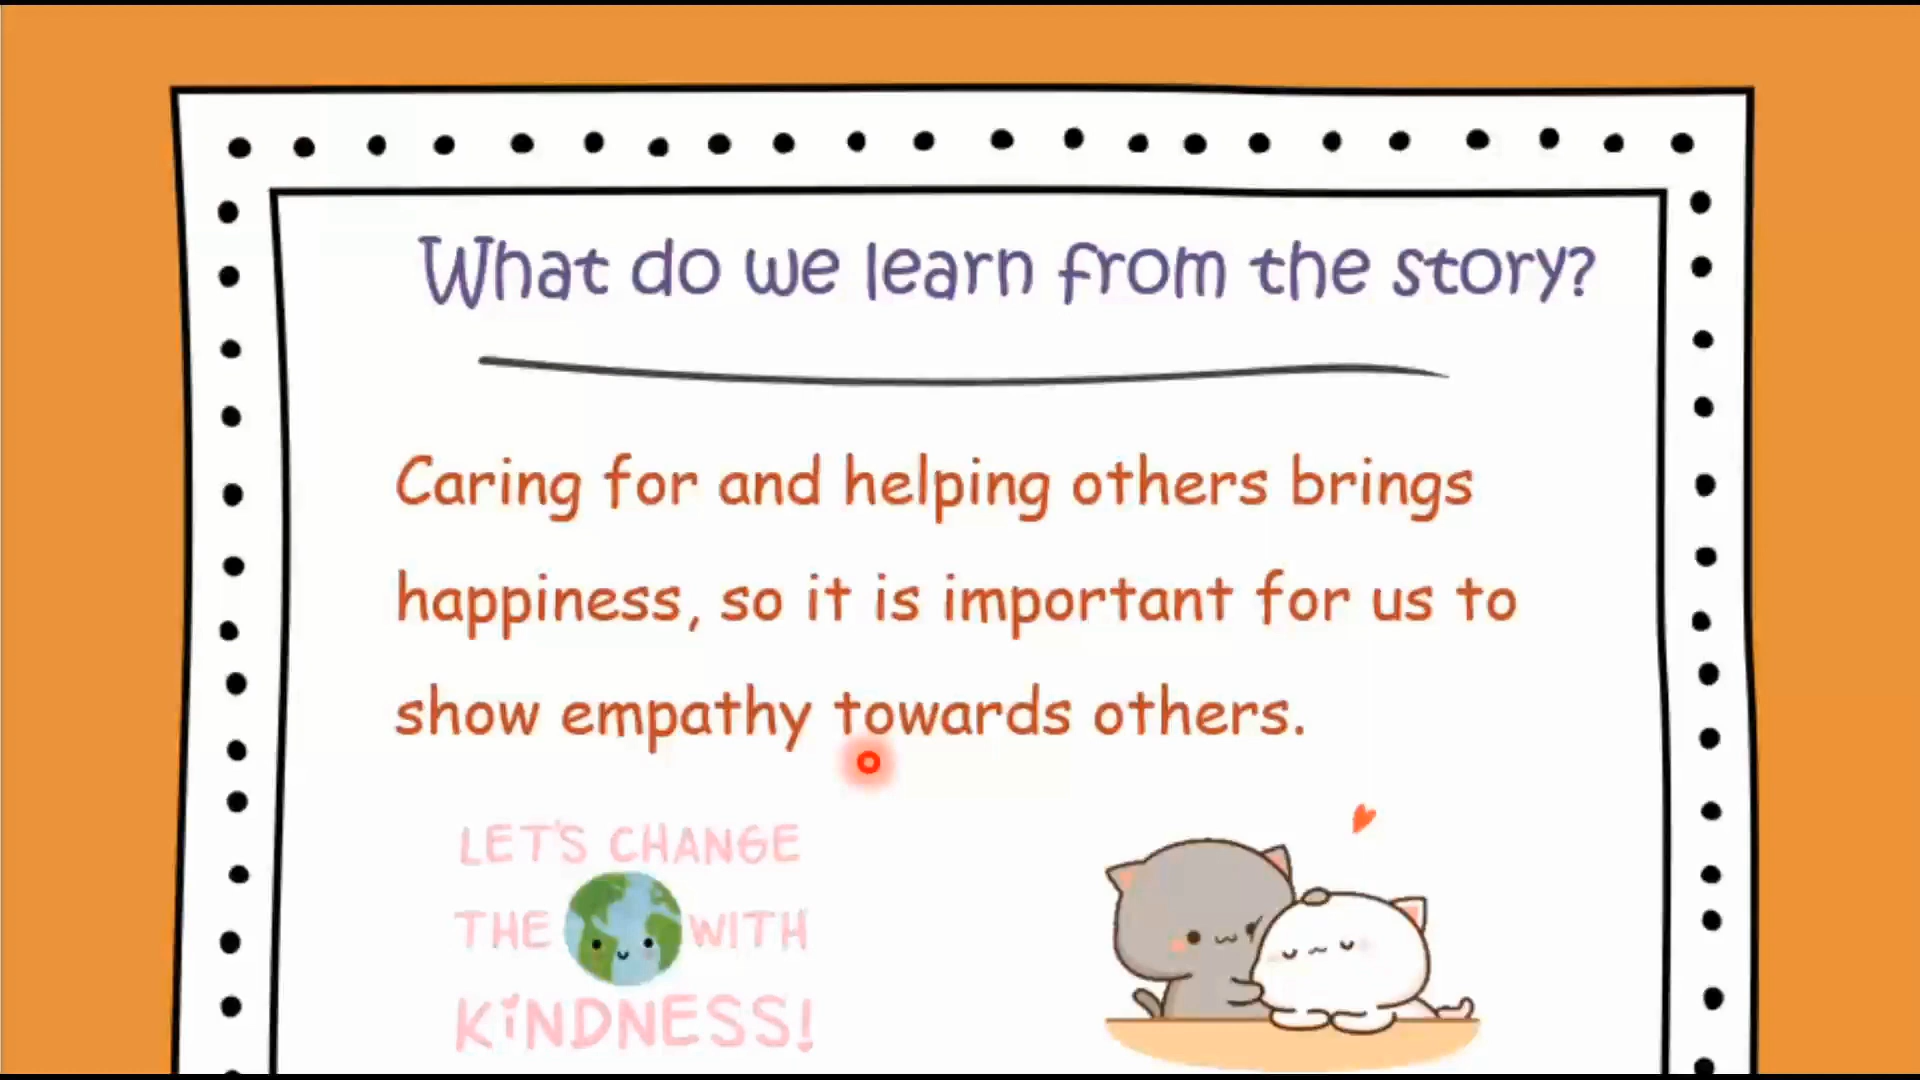 What do we learn from the story?
Caring for and helping others brings
happiness, so it is important for us to
show empathy towards others.
LET'S CHANGE
THE WITH
KiNDNESS!